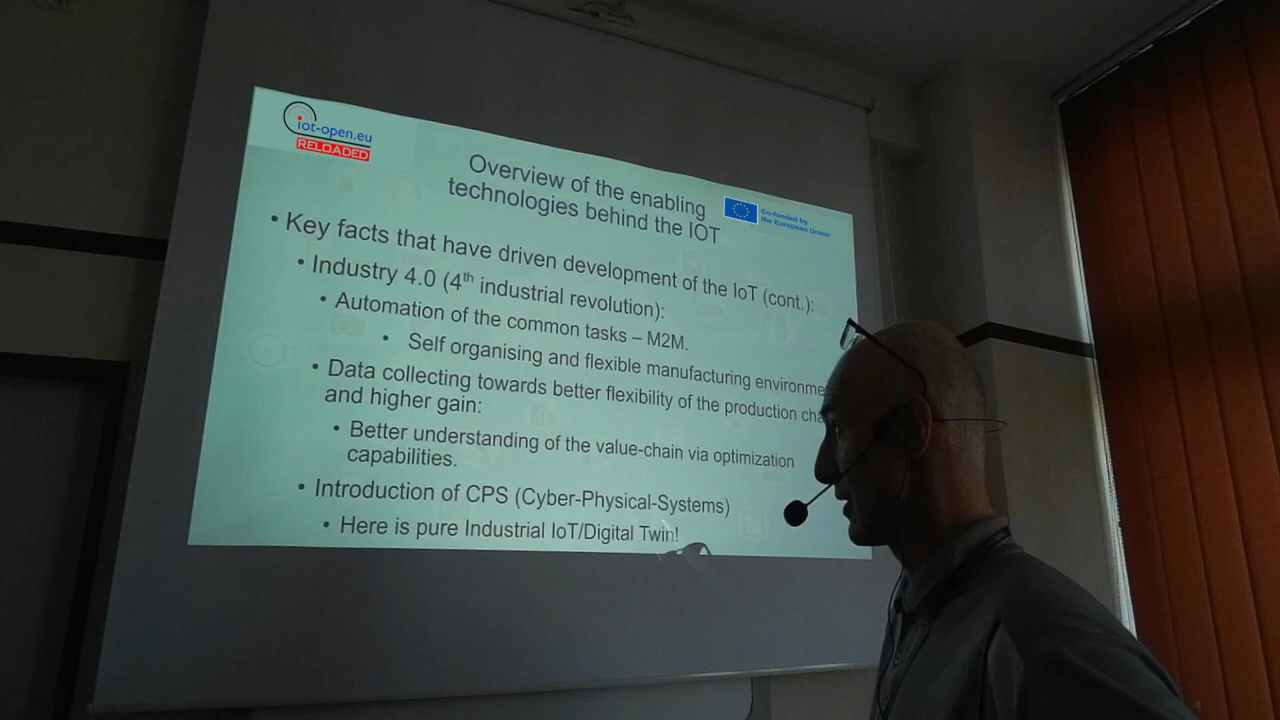 iot-open.eu
RELOADED
Overview of the enabling
technologies behind the IOT
Co-funded by
the European Union
• Key facts that have driven development of the IoT (cont.):
• Industry 4.0 (4th industrial revolution):
• Automation of the common tasks – M2M.
• Self organising and flexible manufacturing
• Data collecting towards better flexibility of the production
and higher gain:
• Better understanding of the value-chain via optimization
capabilities.
• Introduction of CPS (Cyber-Physical-Systems)
• Here is pure Industrial IoT/Digital Twin!